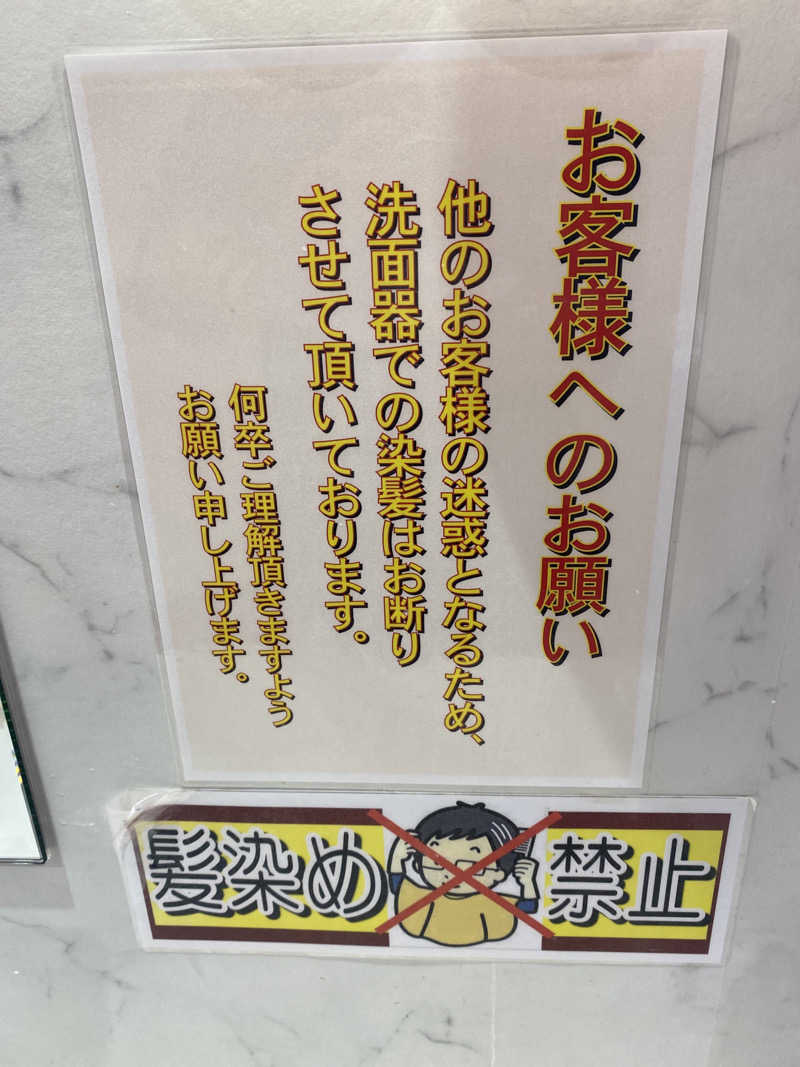 お客様へのお願い
他のお客様の迷惑となるため、
洗面器での染髪はお断り
させて頂いております。
何卒ご理解頂きますよう
お願い申し上げます。
髪染め禁止